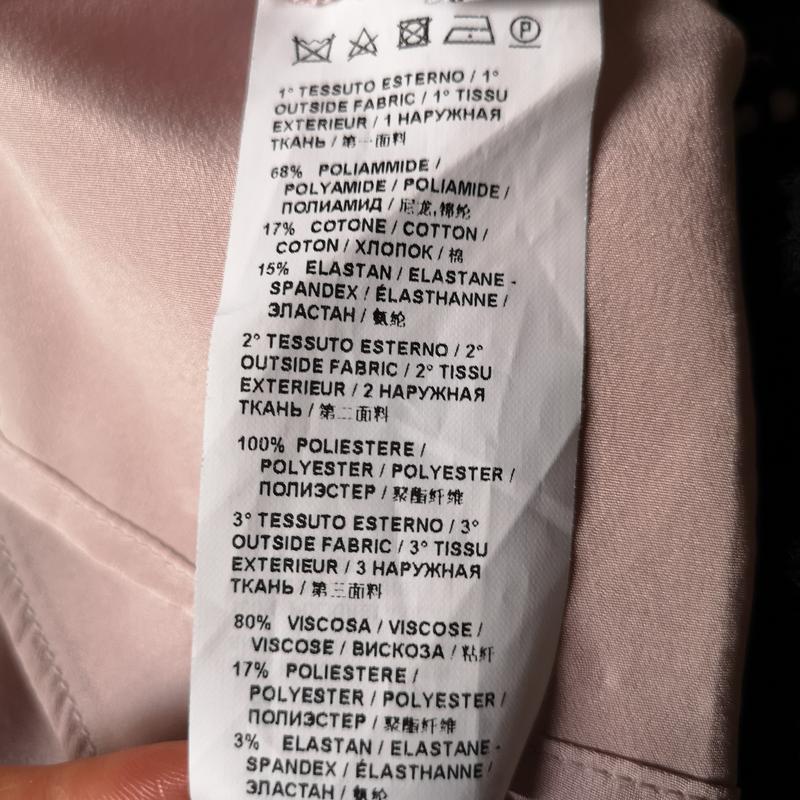 P
1° TESSUTO ESTERNO / 1°
OUTSIDE FABRIC / 1° TISSU
EXTERIEUR / 1 НАРУЖНАЯ
ТКАНЬ / 第一面料
68% POLIAMMIDE /
POLYAMIDE / POLIAMIDE /
ПОЛИАМИД / 尼龙,锦纶
17% COTONE / COTTON /
COTON / ХЛОПОК / 棉
15% ELASTAN / ELASTANE -
SPANDEX / ÉLASTHANNE /
ЭЛАСТАН / 氨纶
2° TESSUTO ESTERNO / 2°
OUTSIDE FABRIC / 2° TISSU
EXTERIEUR / 2 НАРУЖНАЯ
ТКАНЬ / 第二面料
100% POLIESTERE /
POLYESTER / POLYESTER /
ПОЛИЭСТЕР / 聚酯纤维
3° TESSUTO ESTERNO / 3°
OUTSIDE FABRIC / 3° TISSU
EXTERIEUR / 3 НАРУЖНАЯ
ТКАНЬ / 第三面料
80% VISCOSA / VISCOSE /
VISCOSE / ВИСКОЗА / 粘纤
17% POLIESTERE /
POLYESTER / POLYESTER /
ПОЛИЭСТЕР / 聚酯纤维
3% ELASTAN / ELASTANE -
SPANDEX / ÉLASTHANNE /
ЭЛАСТАН / 氨纶